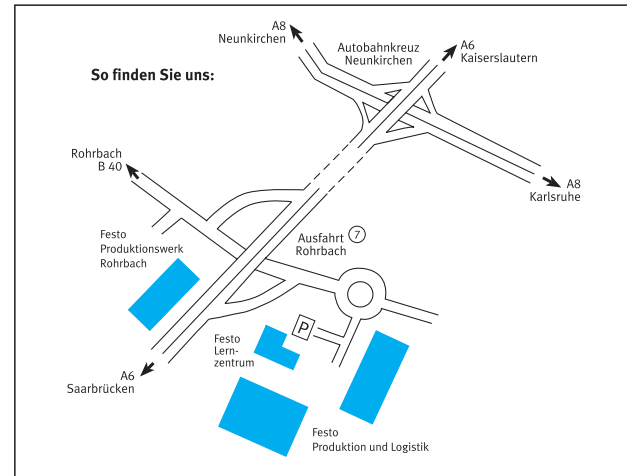 A8
Neunkirchen
Autobahnkreuz
Neunkirchen
A6
Kaiserslautern
So finden Sie uns:
Rohrbach
B 40
A8
Karlsruhe
Festo
Produktionswerk
Rohrbach
Ausfahrt 7
Rohrbach
P
Festo
Lern-
zentrum
A6
Saarbrücken
Festo
Produktion und Logistik